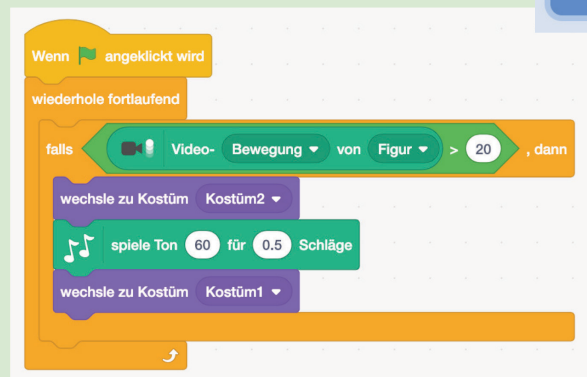 Wenn angeklickt wird
wiederhole fortlaufend
falls Video- Bewegung von Figur > 20 , dann
wechsle zu Kostüm Kostüm2
spiele Ton 60 für 0.5 Schläge
wechsle zu Kostüm Kostüm1